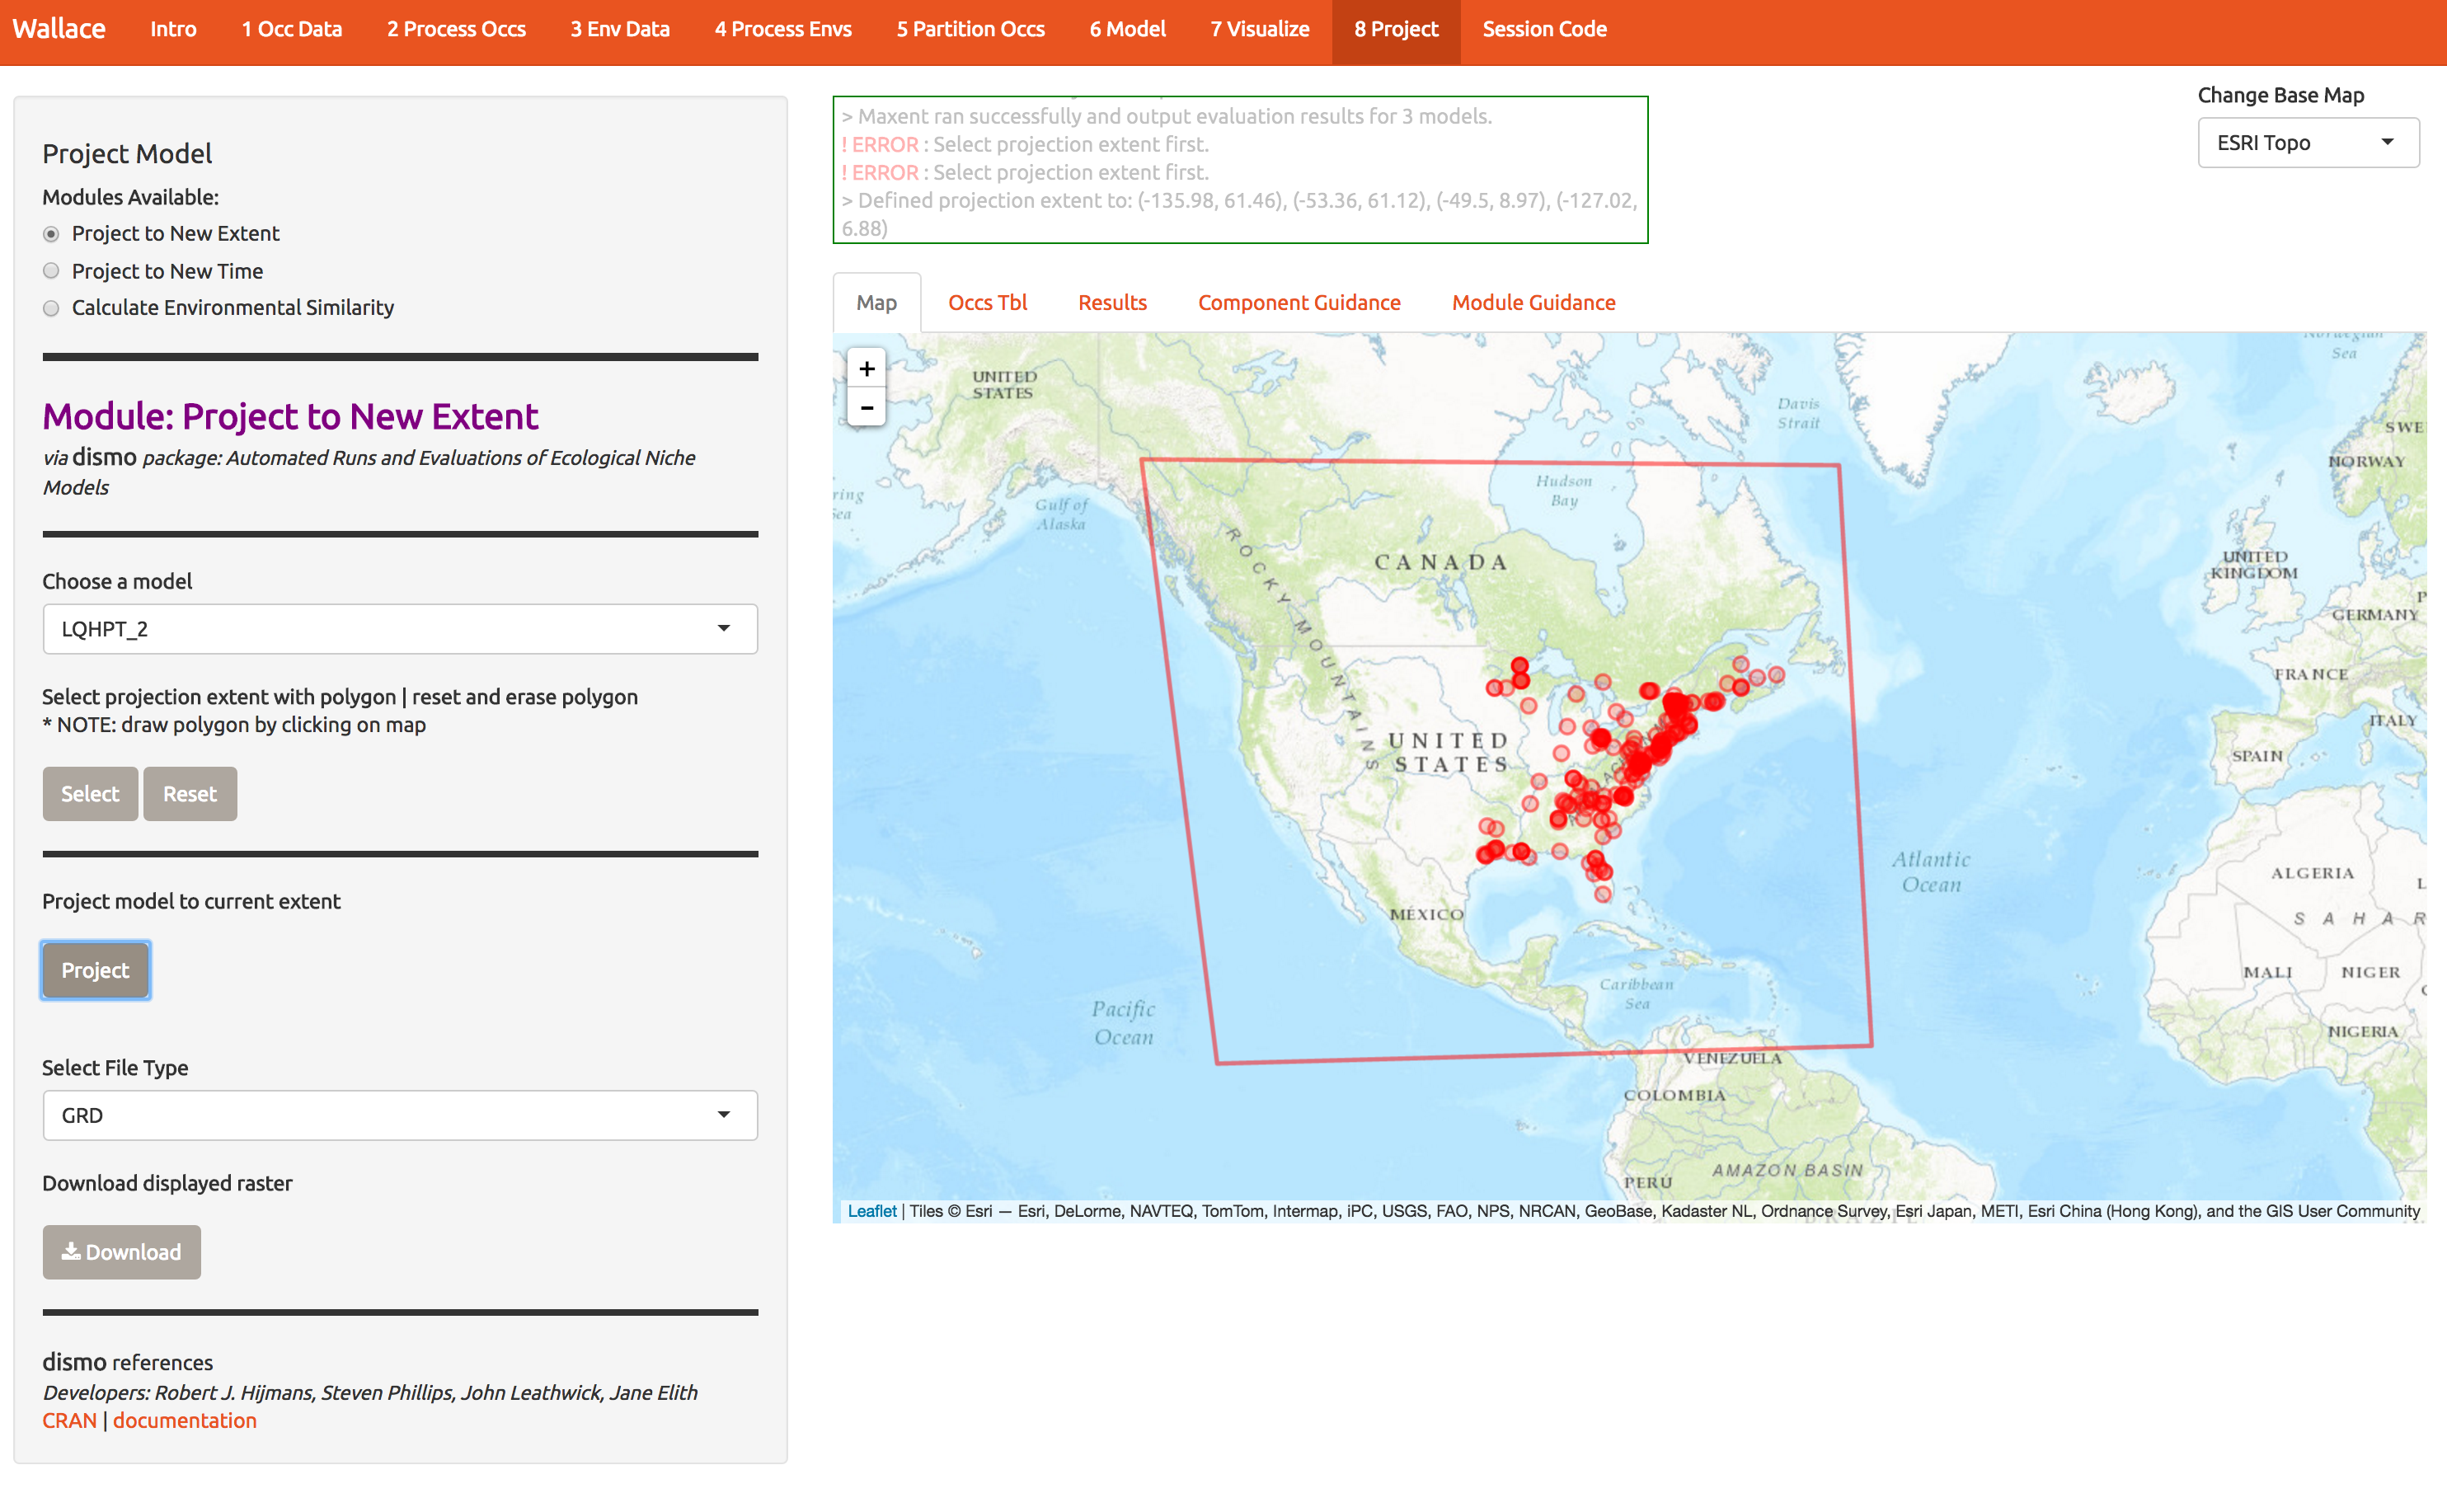 Wallace Intro 1 Occ Data 2 Process Occs 3 Env Data 4 Process Envs 5 Partition Occs 6 Model 7 Visualize 8 Project Session Code
Project Model
Modules Available:
Project to New Extent
Project to New Time
Calculate Environmental Similarity
Module: Project to New Extent
via dismo package: Automated Runs and Evaluations of Ecological Niche
Models
Choose a model
LQHPT_2
Select projection extent with polygon | reset and erase polygon
* NOTE: draw polygon by clicking on map
Select Reset
Project model to current extent
Project
Select File Type
GRD
Download displayed raster
Download
dismo references
Developers: Robert J. Hijmans, Steven Phillips, John Leathwick, Jane Elith
CRAN | documentation
> Maxent ran successfully and output evaluation results for 3 models.
! ERROR : Select projection extent first.
! ERROR : Select projection extent first.
> Defined projection extent to: (-135.98, 61.46), (-53.36, 61.12), (-49.5, 8.97), (-127.02,
6.88)
Change Base Map
ESRI Topo
Map Occs Tbl Results Component Guidance Module Guidance
+
-
UNITED
STATES
Davis
Strait
Sea
SWE
NORWAY
Hudson
Bay
ring
Sea
Gulf of
Alaska
ROCKY MOUNTAINS
CANADA
UNITED
KINGDOM
GERMANY
FRANCE
ITALY
SPAIN
UNITED
STATES
Atlantic
Ocean
ALGERIA
SAHAR
MÉXICO
MALI NIGER
Caribbean
Sea
Pacific
Ocean
NIGERIA
VENEZUELA
COLOMBIA
AMAZON BASIN
PERÚ
Leaflet | Tiles © Esri — Esri, DeLorme, NAVTEQ, TomTom, Intermap, iPC, USGS, FAO, NPS, NRCAN, GeoBase, Kadaster NL, Ordnance Survey, Esri Japan, METI, Esri China (Hong Kong), and the GIS User Community